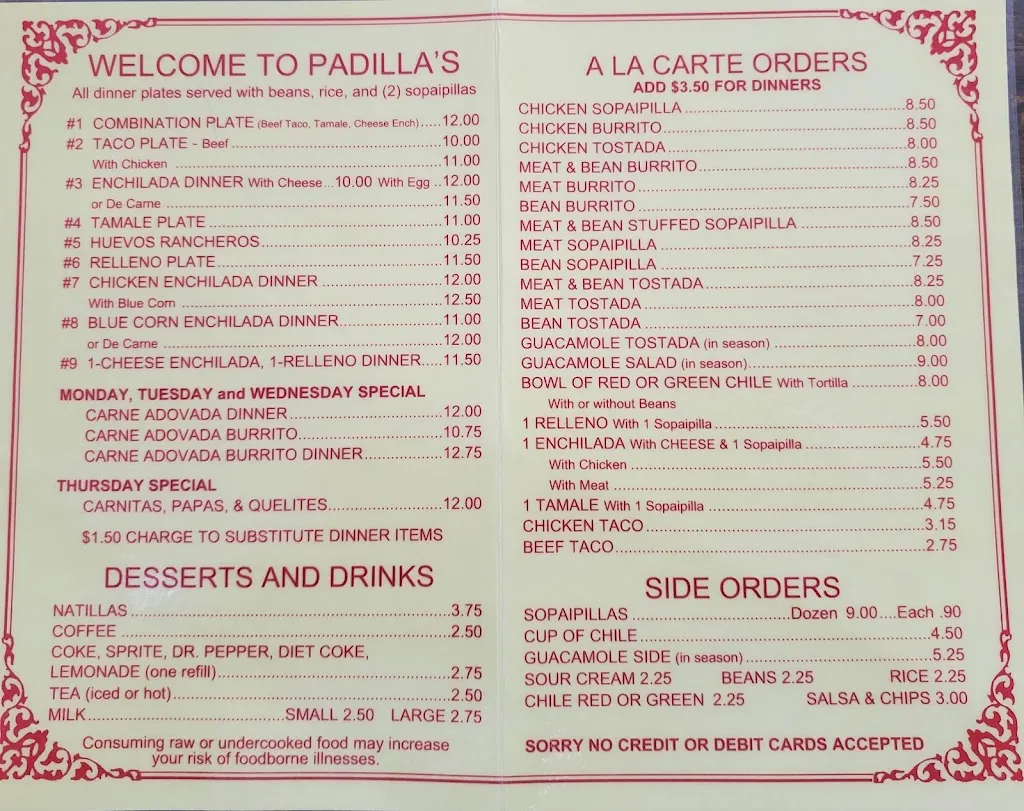 WELCOME TO PADILLA'S
All dinner plates served with beans, rice, and (2) sopaipillas
#1 COMBINATION PLATE (Beef Taco, Tamale, Cheese Ench).....12.00
#2 TACO PLATE - Beef..........10.00
With Chicken ..........11.00
#3 ENCHILADA DINNER With Cheese...10.00 With Egg ..12.00
or De Carne ..........11.50
#4 TAMALE PLATE..........11.00
#5 HUEVOS RANCHEROS..........10.25
#6 RELLENO PLATE..........11.50
#7 CHICKEN ENCHILADA DINNER ..........12.00
With Blue Corn ..........12.50
#8 BLUE CORN ENCHILADA DINNER..........11.00
or De Carne ..........12.00
#9 1-CHEESE ENCHILADA, 1-RELLENO DINNER.....11.50
MONDAY, TUESDAY and WEDNESDAY SPECIAL
CARNE ADOVADA DINNER..........12.00
CARNE ADOVADA BURRITO..........10.75
CARNE ADOVADA BURRITO DINNER..........12.75
THURSDAY SPECIAL
CARNITAS, PAPAS, & QUELITES..........12.00
$1.50 CHARGE TO SUBSTITUTE DINNER ITEMS
DESSERTS AND DRINKS
NATILLAS..........3.75
COFFEE ..........2.50
COKE, SPRITE, DR. PEPPER, DIET COKE,
LEMONADE (one refill)..........2.75
TEA (iced or hot)..........2.50
MILK..........SMALL 2.50 LARGE 2.75
Consuming raw or undercooked food may increase
your risk of foodborne illnesses.
A LA CARTE ORDERS
ADD $3.50 FOR DINNERS
CHICKEN SOPAIPILLA..........8.50
CHICKEN BURRITO..........8.50
CHICKEN TOSTADA..........8.00
MEAT & BEAN BURRITO..........8.50
MEAT BURRITO..........8.25
BEAN BURRITO..........7.50
MEAT & BEAN STUFFED SOPAIPILLA ..........8.50
MEAT SOPAIPILLA ..........8.25
BEAN SOPAIPILLA ..........7.25
MEAT & BEAN TOSTADA..........8.25
MEAT TOSTADA ..........8.00
BEAN TOSTADA ..........7.00
GUACAMOLE TOSTADA (in season) ..........8.00
GUACAMOLE SALAD (in season)..........9.00
BOWL OF RED OR GREEN CHILE With Tortilla ..........8.00
With or without Beans
1 RELLENO With 1 Sopapilla..........5.50
1 ENCHILADA With CHEESE & 1 Sopapilla ..........4.75
With Chicken ..........5.50
With Meat ..........5.25
1 TAMALE With 1 Sopapilla ..........4.75
CHICKEN TACO..........3.15
BEEF TACO..........2.75
SIDE ORDERS
SOPAIPILLAS ..........Dozen 9.00....Each .90
CUP OF CHILE..........4.50
GUACAMOLE SIDE (in season)..........5.25
SOUR CREAM 2.25 BEANS 2.25 RICE 2.25
CHILE RED OR GREEN 2.25 SALSA & CHIPS 3.00
SORRY NO CREDIT OR DEBIT CARDS ACCEPTED